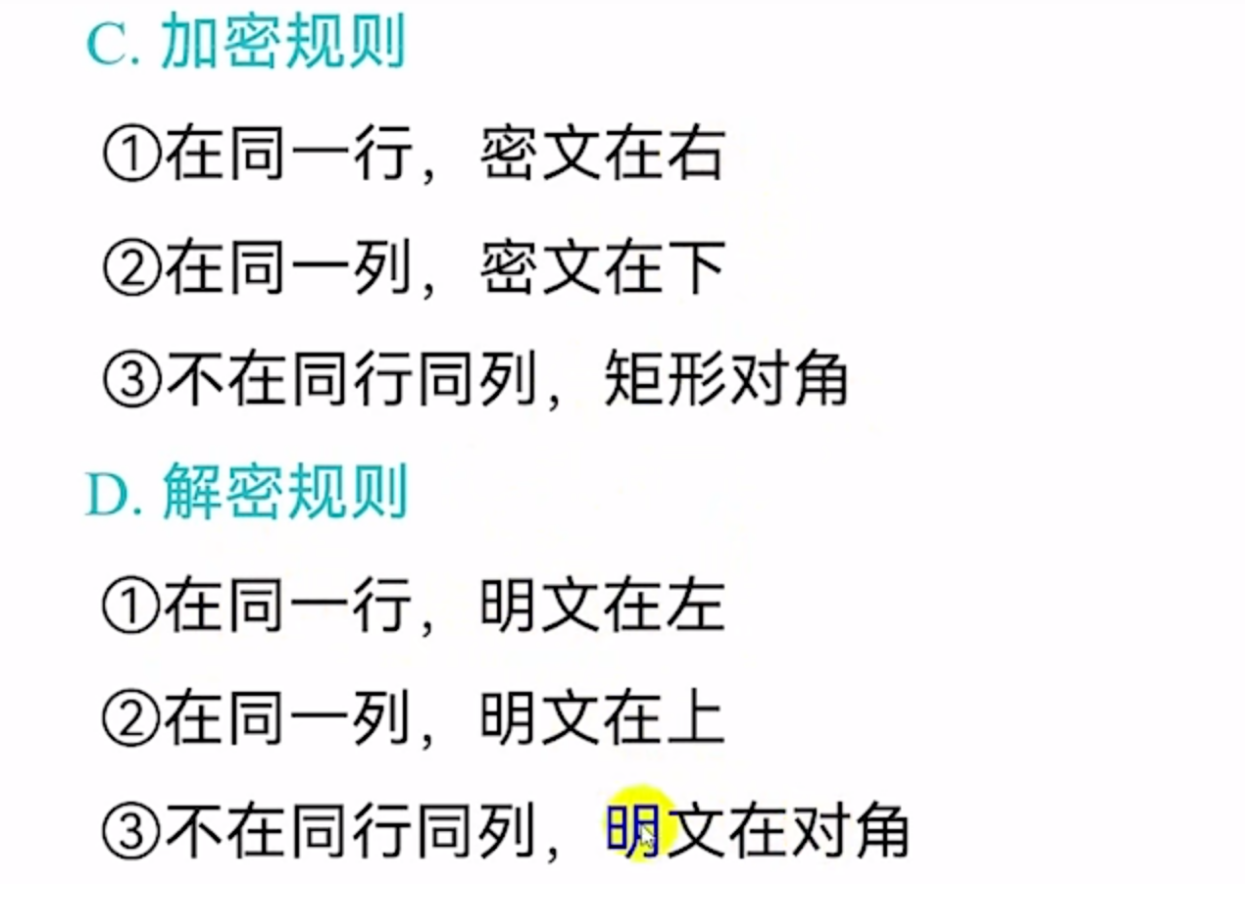 C. 加密规则
①在同一行，密文在右
②在同一列，密文在下
③不在同行同列，矩形对角
D. 解密规则
①在同一行，明文在左
②在同一列，明文在上
③不在同行同列，明文在对角